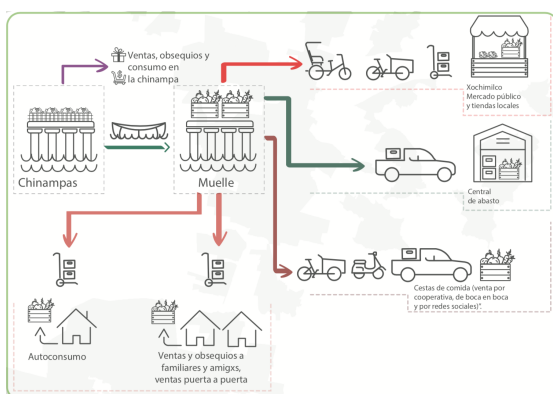 Ventas, obsequios y
consumo en
la chinampa
Chinampas
Muelle
Xochimilco
Mercado público
y tiendas locales
Central
de abasto
Cestas de comida (venta por
cooperativa, de boca en boca
y por redes sociales)*
Autoconsumo
Ventas y obsequios a
familiares y amigxs,
ventas puerta a puerta